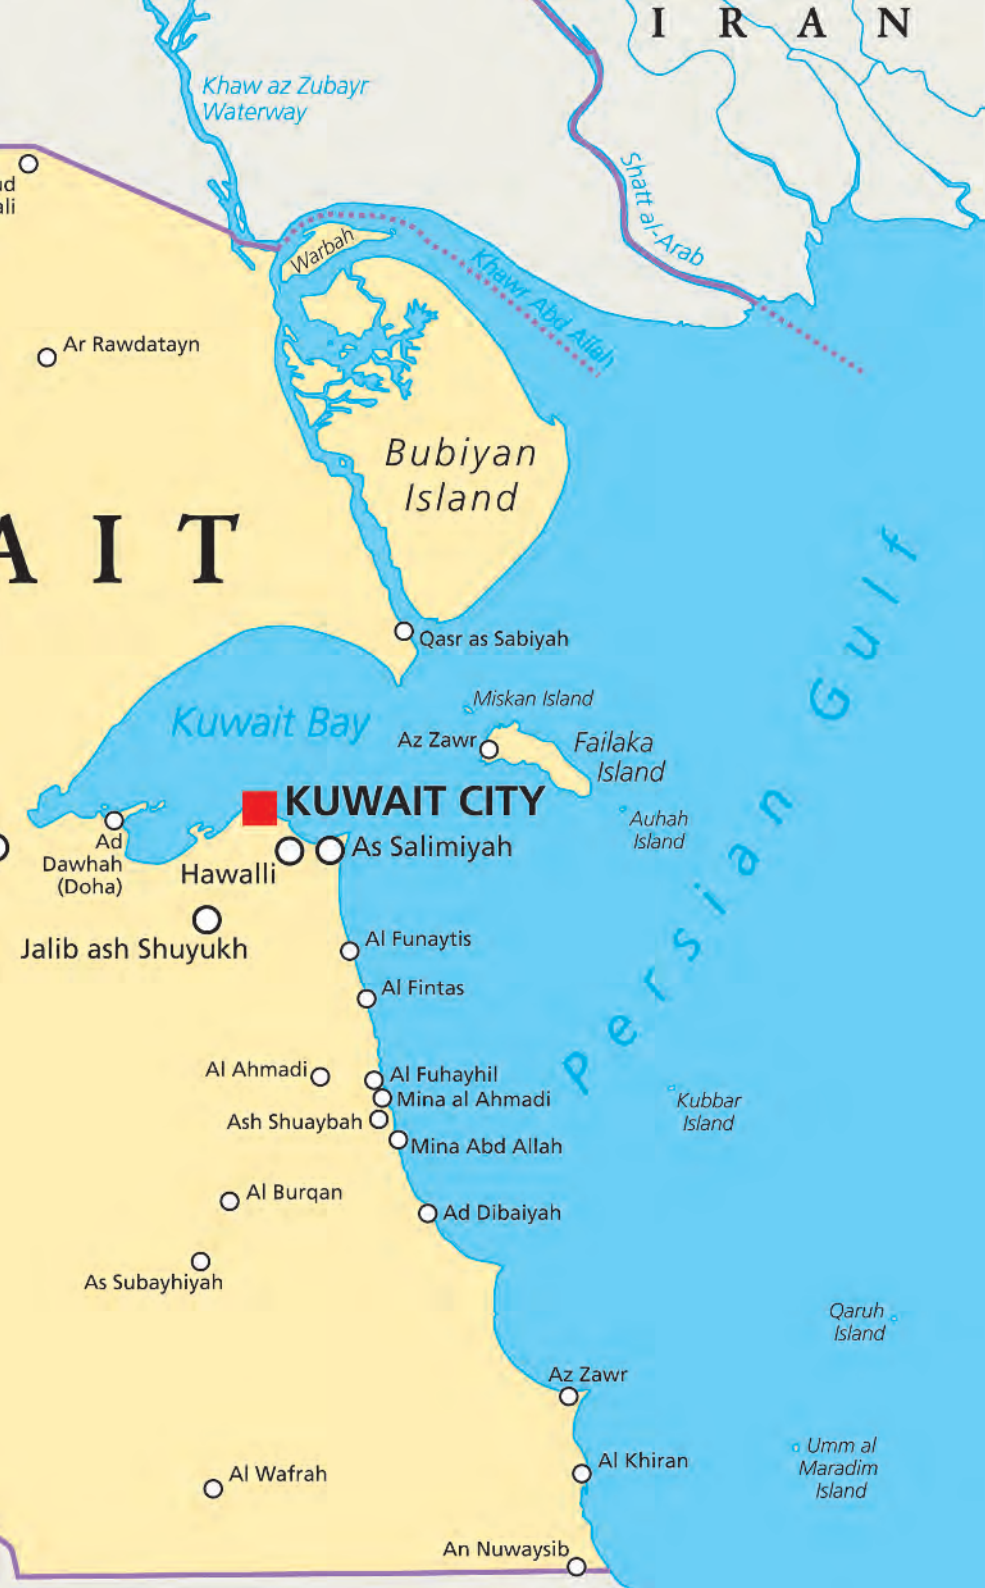 I R A N
Khaw az Zubayr
Waterway
Shatt al-Arab
Warbah
Khawr Abd Allah
Ar Rawdatayn
Bubiyan
Island
A I T
Persian Gulf
Qasr as Sabiyah
Miskan Island
Kuwait Bay
Az Zawr
Failaka
Island
KUWAIT CITY
Auhah
Island
Ad
Dawhah
(Doha)
As Salimiyah
Hawalli
Jalib ash Shuyukh
Al Funaytis
Al Fintas
Al Ahmadi
Al Fuhayhil
Mina al Ahmadi
Kubbar
Island
Ash Shuaybah
Mina Abd Allah
Al Burqan
Ad Dibaiyah
As Subayhiyah
Qaruh
Island
Az Zawr
Al Khiran
Umm al
Maradim
Island
Al Wafrah
An Nuwaysib